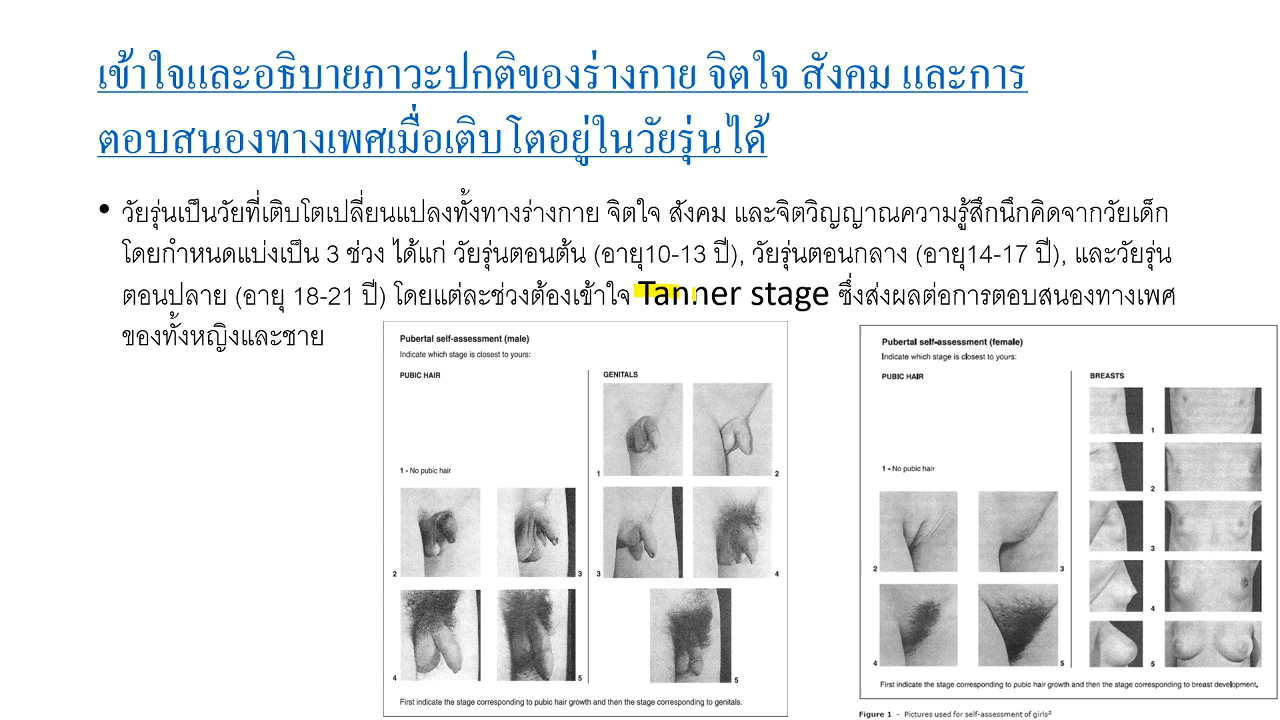 เข้าใจและอธิบายภาวะปกติของร่างกาย จิตใจ สังคม และการ
ตอบสนองทางเพศเมื่อเติบโตอยู่ในวัยรุ่นได้
• วัยรุ่นเป็นวัยที่เติบโตเปลี่ยนแปลงทั้งทางร่างกาย จิตใจ สังคม และจิตวิญญาณความรู้สึกนึกคิดจากวัยเด็ก
โดยกำหนดแบ่งเป็น 3 ช่วง ได้แก่ วัยรุ่นตอนต้น (อายุ10-13 ปี), วัยรุ่นตอนกลาง (อายุ14-17 ปี), และวัยรุ่น
ตอนปลาย (อายุ 18-21 ปี) โดยแต่ละช่วงต้องเข้าใจ Tanner stage ซึ่งส่งผลต่อการตอบสนองทางเพศ
ของทั้งหญิงและชาย
Pubertal self-assessment (male)
Indicate which stage is closest to yours:
PUBIC HAIR
GENITALS
1 - No pubic hair
1
2
2
3
3
4
4
5
5
First indicate the stage corresponding to pubic hair growth and then the stage corresponding to genitals.
Pubertal self-assessment (female)
Indicate which stage is closest to yours:
PUBIC HAIR
BREASTS
1
1 - No pubic hair
2
2
3
3
4
4
5
5
First indicate the stage corresponding to pubic hair growth and then the stage corresponding to breast development.
Figure 1 - Pictures used for self-assessment of girls²